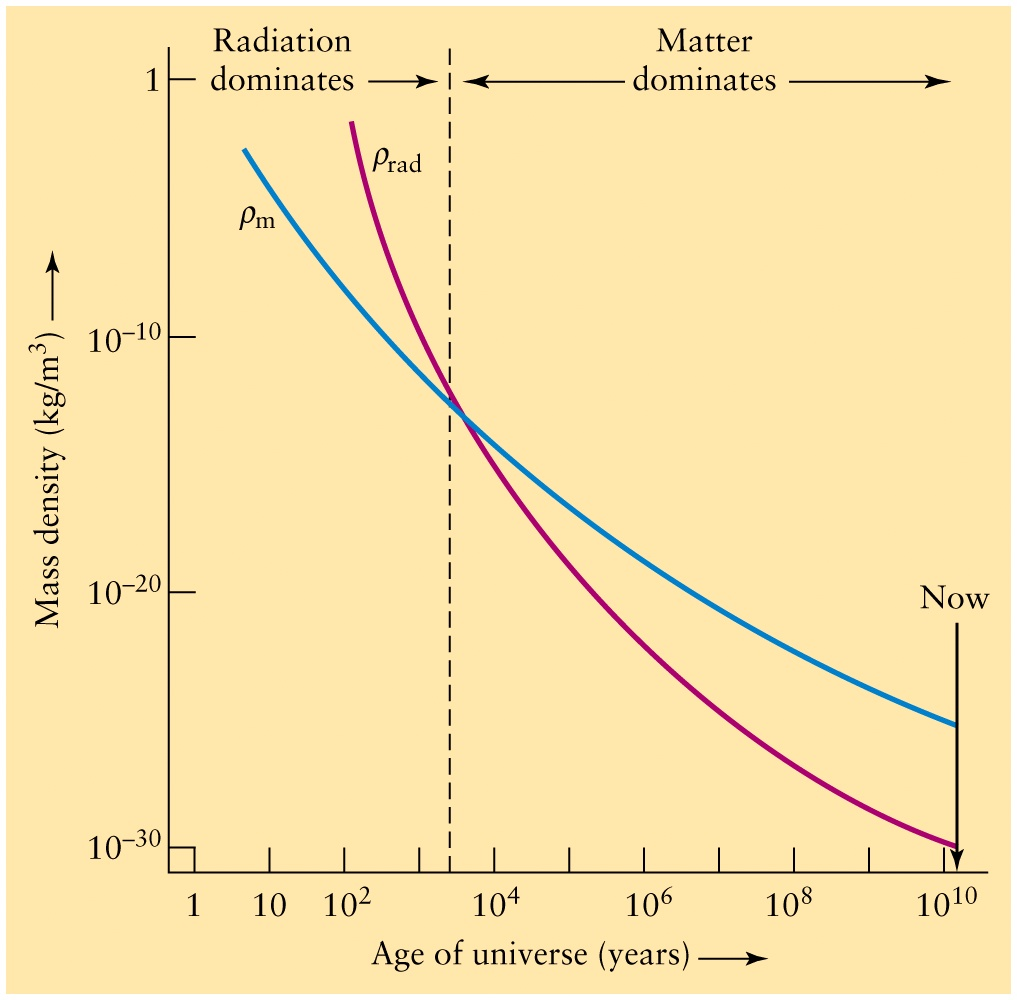 Radiation
dominates
Matter
dominates
1
ρrad
ρm
10⁻¹⁰
Mass density (kg/m³)
10⁻²⁰
Now
10⁻³⁰
1 10 10² 10⁴ 10⁶ 10⁸ 10¹⁰
Age of universe (years)